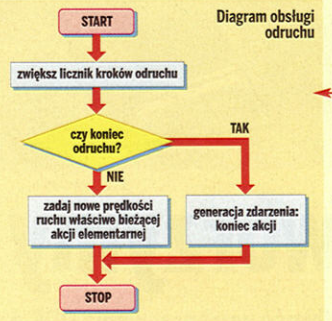 Diagram obsługi
odruchu
START
zwiększ licznik kroków odruchu
czy koniec
odruchu?
TAK
NIE
zadaj nowe prędkości
ruchu właściwe bieżącej
akcji elementarnej
generacja zdarzenia:
koniec akcji
STOP